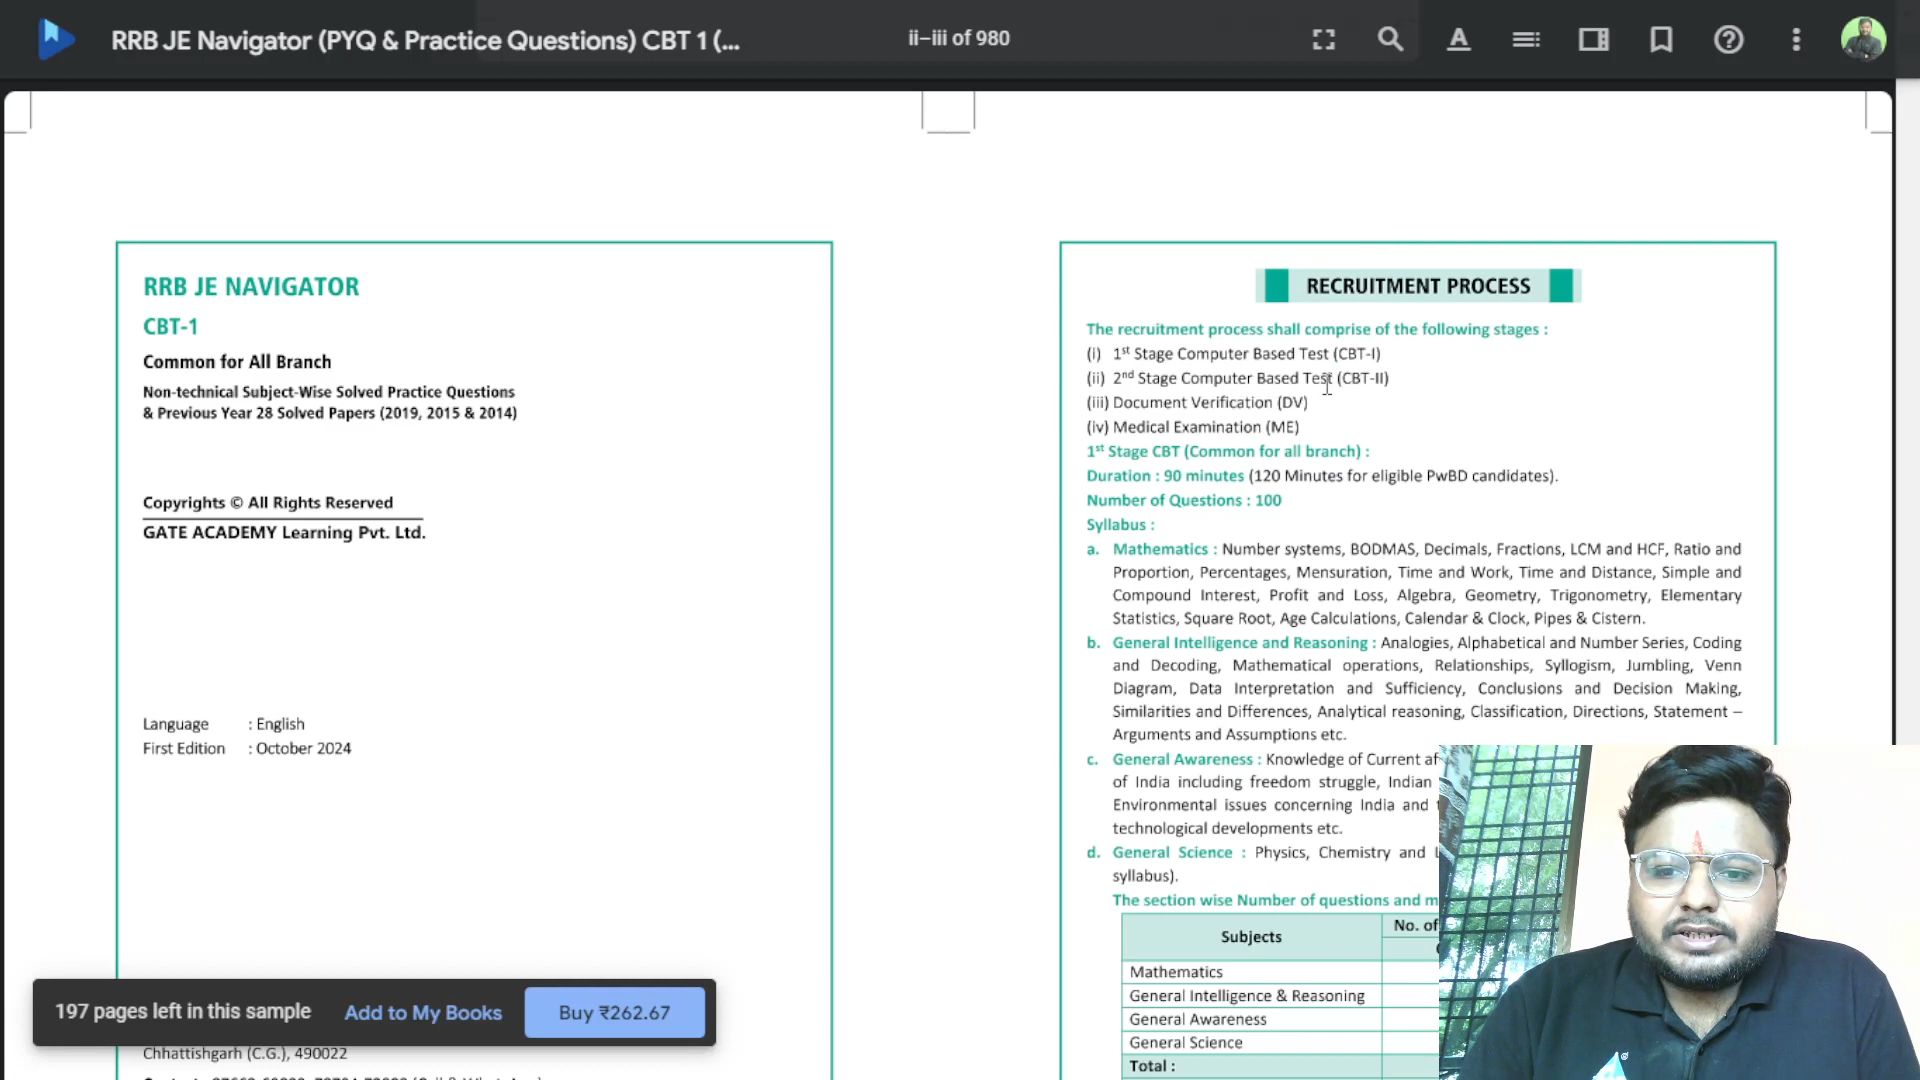 RRB JE Navigator (PYQ & Practice Questions) CBT 1 (...
ii–iii of 980
RRB JE NAVIGATOR
CBT-1
Common for All Branch
Non-technical Subject-Wise Solved Practice Questions
& Previous Year 28 Solved Papers (2019, 2015 & 2014)
Copyrights © All Rights Reserved
GATE ACADEMY Learning Pvt. Ltd.
Language : English
First Edition : October 2024
197 pages left in this sample
Add to My Books
Buy ₹262.67
Chhattishgarh (C.G.), 490022
RECRUITMENT PROCESS
The recruitment process shall comprise of the following stages :
(i) 1st Stage Computer Based Test (CBT-I)
(ii) 2nd Stage Computer Based Test (CBT-II)
(iii) Document Verification (DV)
(iv) Medical Examination (ME)
1st Stage CBT (Common for all branch) :
Duration : 90 minutes (120 Minutes for eligible PwBD candidates).
Number of Questions : 100
Syllabus :
a. Mathematics : Number systems, BODMAS, Decimals, Fractions, LCM and HCF, Ratio and
Proportion, Percentages, Mensuration, Time and Work, Time and Distance, Simple and
Compound Interest, Profit and Loss, Algebra, Geometry, Trigonometry, Elementary
Statistics, Square Root, Age Calculations, Calendar & Clock, Pipes & Cistern.
b. General Intelligence and Reasoning : Analogies, Alphabetical and Number Series, Coding
and Decoding, Mathematical operations, Relationships, Syllogism, Jumbling, Venn
Diagram, Data Interpretation and Sufficiency, Conclusions and Decision Making,
Similarities and Differences, Analytical reasoning, Classification, Directions, Statement –
Arguments and Assumptions etc.
c. General Awareness : Knowledge of Current
of India including freedom struggle, Indian
Environmental issues concerning India and
technological developments etc.
d. General Science : Physics, Chemistry and
syllabus).
The section wise Number of questions and
Subjects
No. of
Mathematics
General Intelligence & Reasoning
General Awareness
General Science
Total :